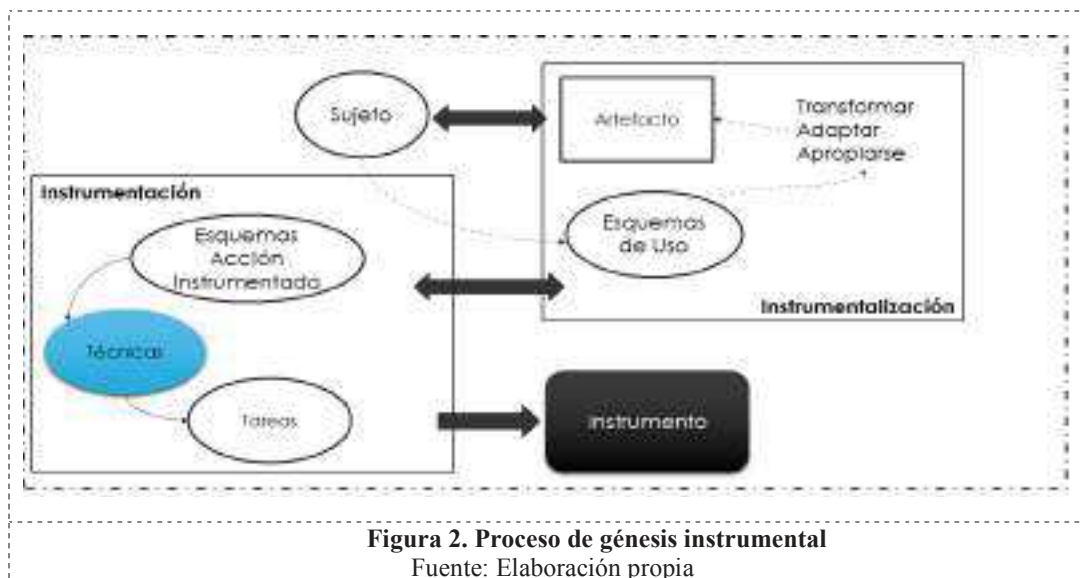 Sujeto
Artefacto
Transformar
Adaptar
Apropiarse
Instrumentación
Esquemas
Acción
Instrumentada
Esquemas
de Uso
Instrumentalización
Técnicas
Tareas
Instrumento
Figura 2. Proceso de génesis instrumental
Fuente: Elaboración propia